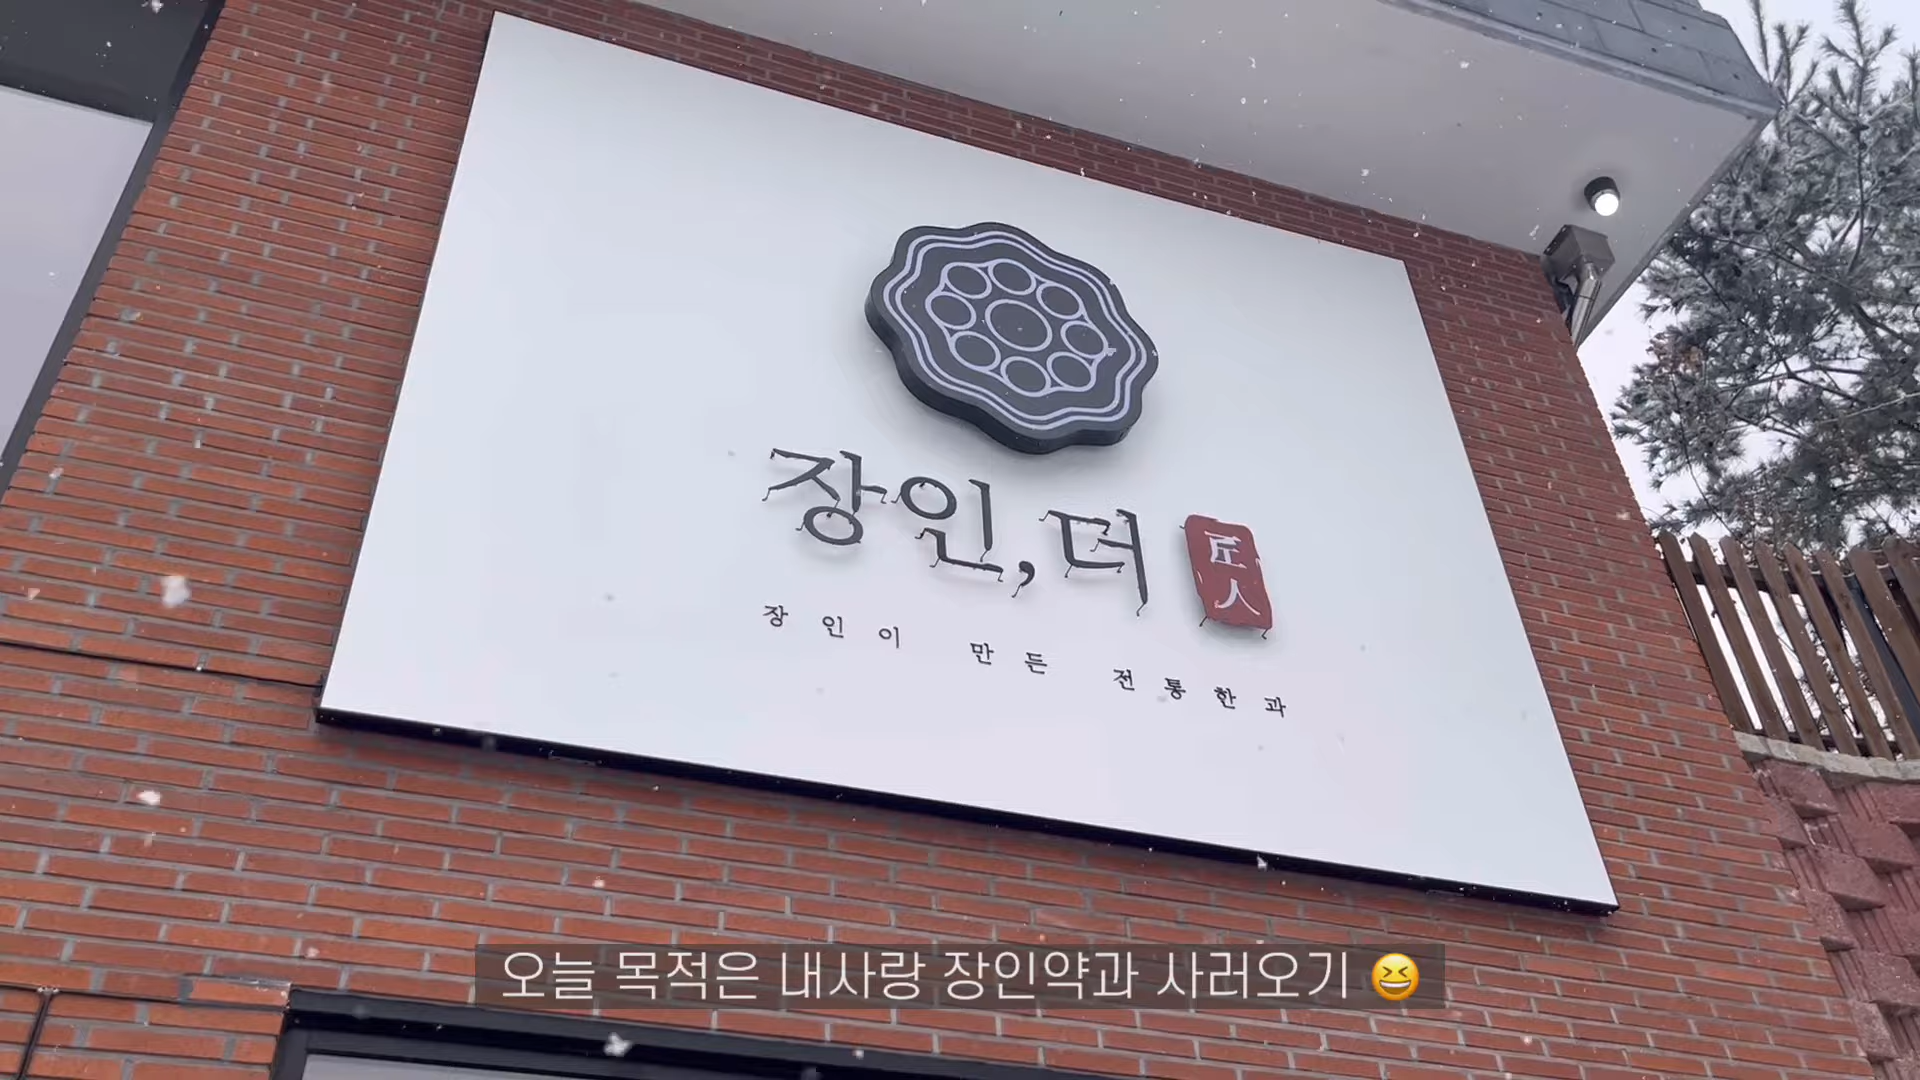 장인, 더 匠人
장인이 만든 전통한과
오늘 목적은 내사랑 장인약과 사러오기 😆